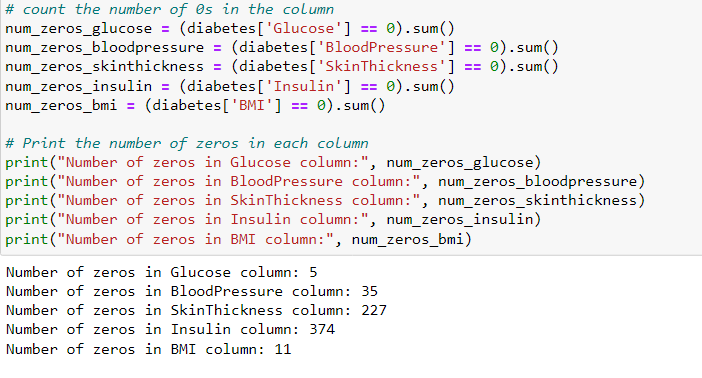 # count the number of 0s in the column
num_zeros_glucose = (diabetes['Glucose'] == 0).sum()
num_zeros_bloodpressure = (diabetes['BloodPressure'] == 0).sum()
num_zeros_skinthickness = (diabetes['SkinThickness'] == 0).sum()
num_zeros_insulin = (diabetes['Insulin'] == 0).sum()
num_zeros_bmi = (diabetes['BMI'] == 0).sum()
# Print the number of zeros in each column
print("Number of zeros in Glucose column:", num_zeros_glucose)
print("Number of zeros in BloodPressure column:", num_zeros_bloodpressure)
print("Number of zeros in SkinThickness column:", num_zeros_skinthickness)
print("Number of zeros in Insulin column:", num_zeros_insulin)
print("Number of zeros in BMI column:", num_zeros_bmi)
Number of zeros in Glucose column: 5
Number of zeros in BloodPressure column: 35
Number of zeros in SkinThickness column: 227
Number of zeros in Insulin column: 374
Number of zeros in BMI column: 11